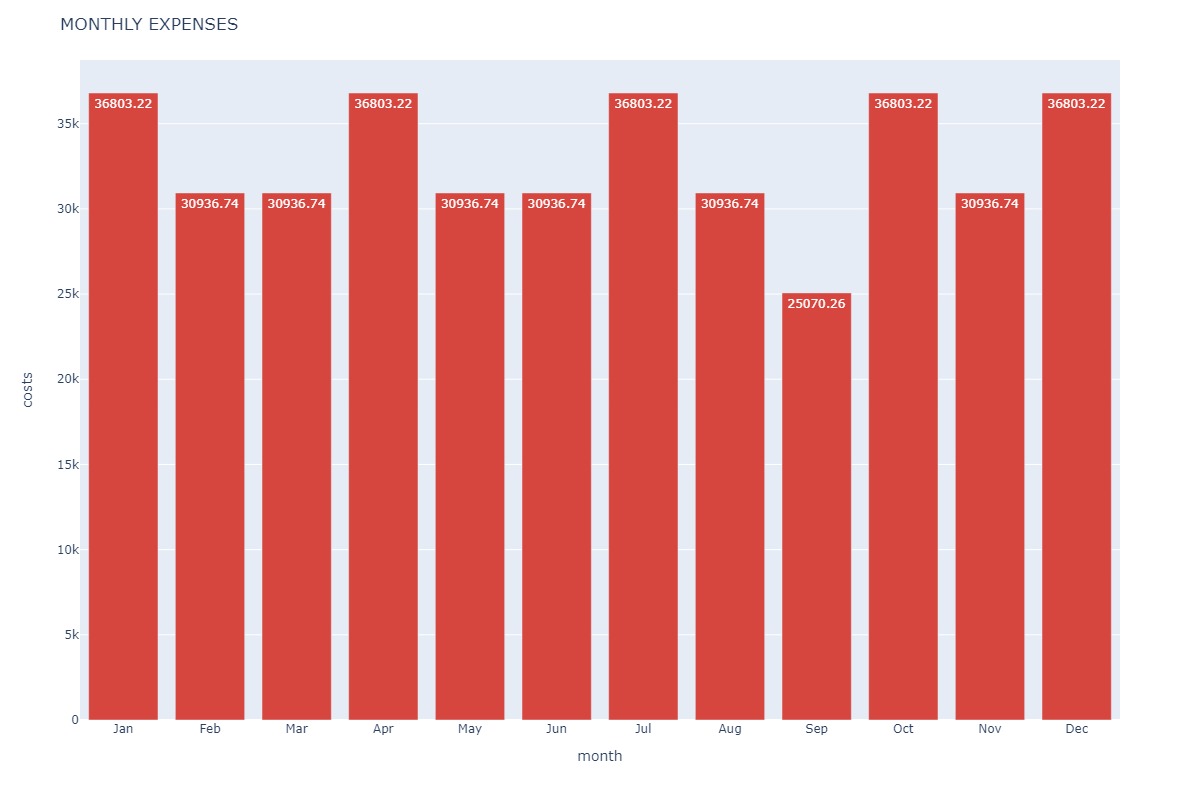 MONTHLY EXPENSES
36803.22 30936.74 30936.74 36803.22 30936.74 30936.74 36803.22 30936.74 25070.26 36803.22 30936.74 36803.22
35k
30k
25k
20k
15k
10k
5k
0
costs
Jan Feb Mar Apr May Jun Jul Aug Sep Oct Nov Dec
month